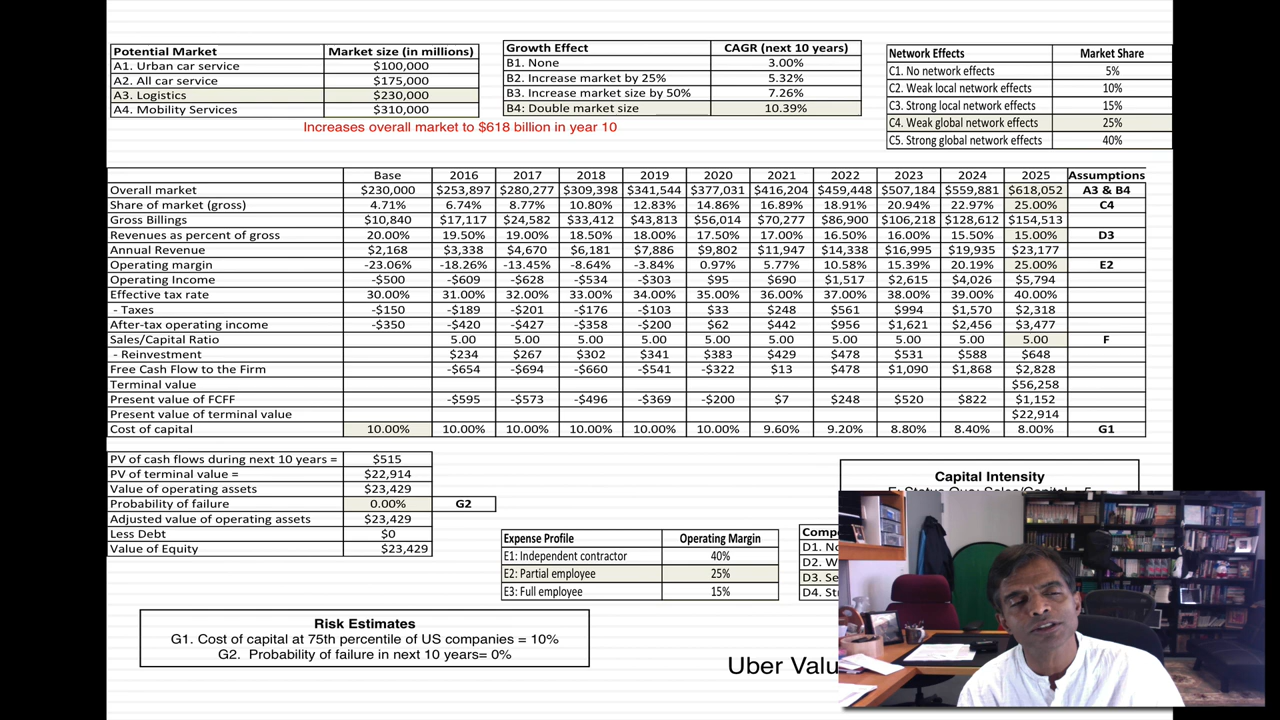 Potential Market Market size (in millions)
A1. Urban car service $100,000
A2. All car service $175,000
A3. Logistics $230,000
A4. Mobility Services $310,000
Growth Effect CAGR (next 10 years)
B1. None 3.00%
B2. Increase market by 25% 5.32%
B3. Increase market size by 50% 7.26%
B4: Double market size 10.39%
Network Effects Market Share
C1. No network effects 5%
C2. Weak local network effects 10%
C3. Strong local network effects 15%
C4. Weak global network effects 25%
C5. Strong global network effects 40%
Increases overall market to $618 billion in year 10
Base 2016 2017 2018 2019 2020 2021 2022 2023 2024 2025 Assumptions
Overall market $230,000 $253,897 $280,277 $309,398 $341,544 $377,031 $416,204 $459,448 $507,184 $559,881 $618,052 A3 & B4
Share of market (gross) 4.71% 6.74% 8.77% 10.80% 12.83% 14.86% 16.89% 18.91% 20.94% 22.97% 25.00% C4
Gross Billings $10,840 $17,117 $24,582 $33,412 $43,813 $56,014 $70,277 $86,900 $106,218 $128,612 $154,513
Revenues as percent of gross 20.00% 19.50% 19.00% 18.50% 18.00% 17.50% 17.00% 16.50% 16.00% 15.50% 15.00% D3
Annual Revenue $2,168 $3,338 $4,670 $6,181 $7,886 $9,802 $11,947 $14,338 $16,995 $19,935 $23,177
Operating margin -23.06% -18.26% -13.45% -8.64% -3.84% 0.97% 5.77% 10.58% 15.39% 20.19% 25.00% E2
Operating Income -$500 -$609 -$628 -$534 -$303 $95 $690 $1,517 $2,615 $4,026 $5,794
Effective tax rate 30.00% 31.00% 32.00% 33.00% 34.00% 35.00% 36.00% 37.00% 38.00% 39.00% 40.00%
- Taxes -$150 -$189 -$201 -$176 -$103 $33 $248 $561 $994 $1,570 $2,318
After-tax operating income -$350 -$420 -$427 -$358 -$200 $62 $442 $956 $1,621 $2,456 $3,477
Sales/Capital Ratio 5.00 5.00 5.00 5.00 5.00 5.00 5.00 5.00 5.00 5.00 F
- Reinvestment $234 $267 $302 $341 $383 $429 $478 $531 $588 $648
Free Cash Flow to the Firm -$654 -$694 -$660 -$541 -$322 $13 $478 $1,090 $1,868 $2,828
Terminal value $56,258
Present value of FCFF -$595 -$573 -$496 -$369 -$200 $7 $248 $520 $822 $1,152
Present value of terminal value $22,914
Cost of capital 10.00% 10.00% 10.00% 10.00% 10.00% 10.00% 9.60% 9.20% 8.80% 8.40% 8.00% G1
PV of cash flows during next 10 years = $515
PV of terminal value = $22,914
Value of operating assets $23,429
Probability of failure 0.00% G2
Adjusted value of operating assets $23,429
Less Debt $0
Value of Equity $23,429
Capital Intensity
Expense Profile Operating Margin
E1: Independent contractor 40%
E2: Partial employee 25%
E3: Full employee 15%
D1.
D2.
D3.
D4.
Risk Estimates
G1. Cost of capital at 75th percentile of US companies = 10%
G2. Probability of failure in next 10 years= 0%
Uber